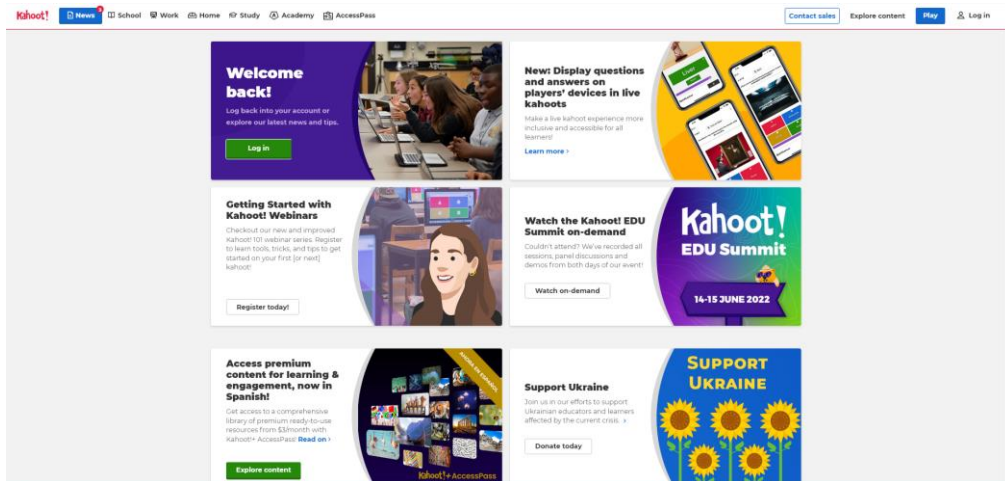 Kahoot!
News
School
Work
Home
Study
Academy
AccessPass
Contact sales
Explore content
Play
Log in
Welcome
back!
Log back into your account or
explore our latest news and tips.
Log in
New: Display questions
and answers on
players' devices in live
kahoots
Make a live kahoot experience more
inclusive and accessible for all
learners!
Learn more >
Getting Started with
Kahoot! Webinars
Checkout our new and improved
Kahoot! 101 webinar series. Register
to learn tools, tricks, and tips to get
started on your first (or next)
kahoot!
Register today!
Watch the Kahoot! EDU
Summit on-demand
Couldn't attend? We've recorded all
sessions, panel discussions and
demos from both days of our event!
Watch on-demand
Kahoot!
EDU Summit
14-15 JUNE 2022
Access premium
content for learning &
engagement, now in
Spanish!
Get access to a comprehensive
library of premium ready-to-use
resources from $3/month with
Kahoot!+ AccessPass! Read on >
Explore content
AHORA EN ESPAÑOL
Kahoot!+AccessPass
Support Ukraine
Join us in our efforts to support
Ukrainian educators and learners
affected by the current crisis. >
Donate today
SUPPORT
UKRAINE